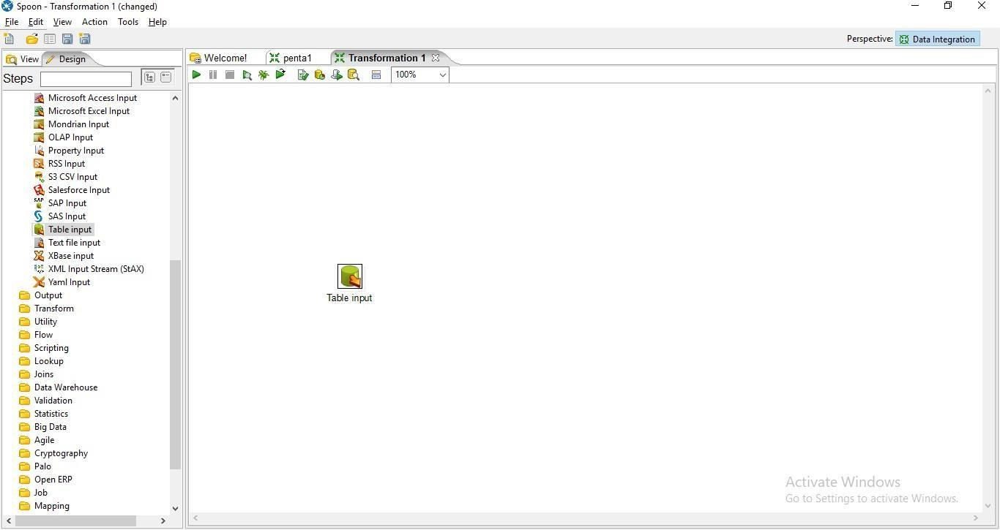 Spoon - Transformation 1 (changed)
File Edit View Action Tools Help
Perspective: Data Integration
View Design
Welcome! penta1 Transformation 1
Steps
100%
Microsoft Access Input
Microsoft Excel Input
Mondrian Input
OLAP Input
Property Input
RSS Input
S3 CSV Input
Salesforce Input
SAP SAP Input
SAS Input
Table input
Text file input
XBase input
XML Input Stream (StAX)
Yaml Input
Output
Transform
Utility
Flow
Scripting
Lookup
Joins
Data Warehouse
Validation
Statistics
Big Data
Agile
Cryptography
Palo
Open ERP
Job
Mapping
Table input
Activate Windows
Go to Settings to activate Windows.